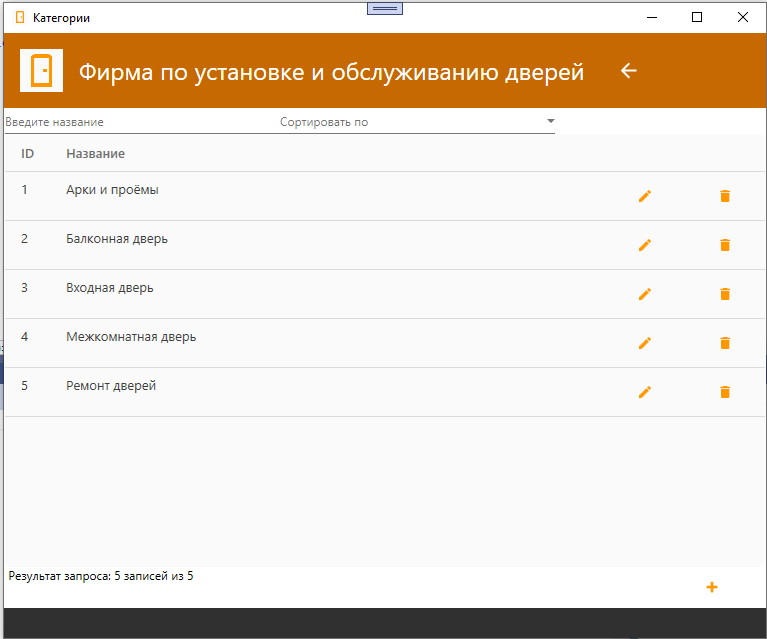 Категории
Фирма по установке и обслуживанию дверей
Введите название Сортировать по
ID Название
1 Арки и проёмы
2 Балконная дверь
3 Входная дверь
4 Межкомнатная дверь
5 Ремонт дверей
Результат запроса: 5 записей из 5